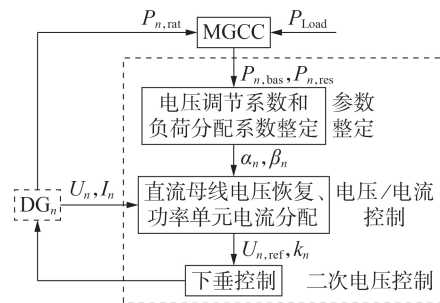 P_{n,rat}
P_{Load}
MGCC
P_{n,bas},P_{n,res}
电压调节系数和
负荷分配系数整定
参数
整定
α_n,β_n
U_n,I_n
DG_n
直流母线电压恢复、
功率单元电流分配
电压/电流
控制
U_{n,ref},k_n
下垂控制
二次电压控制